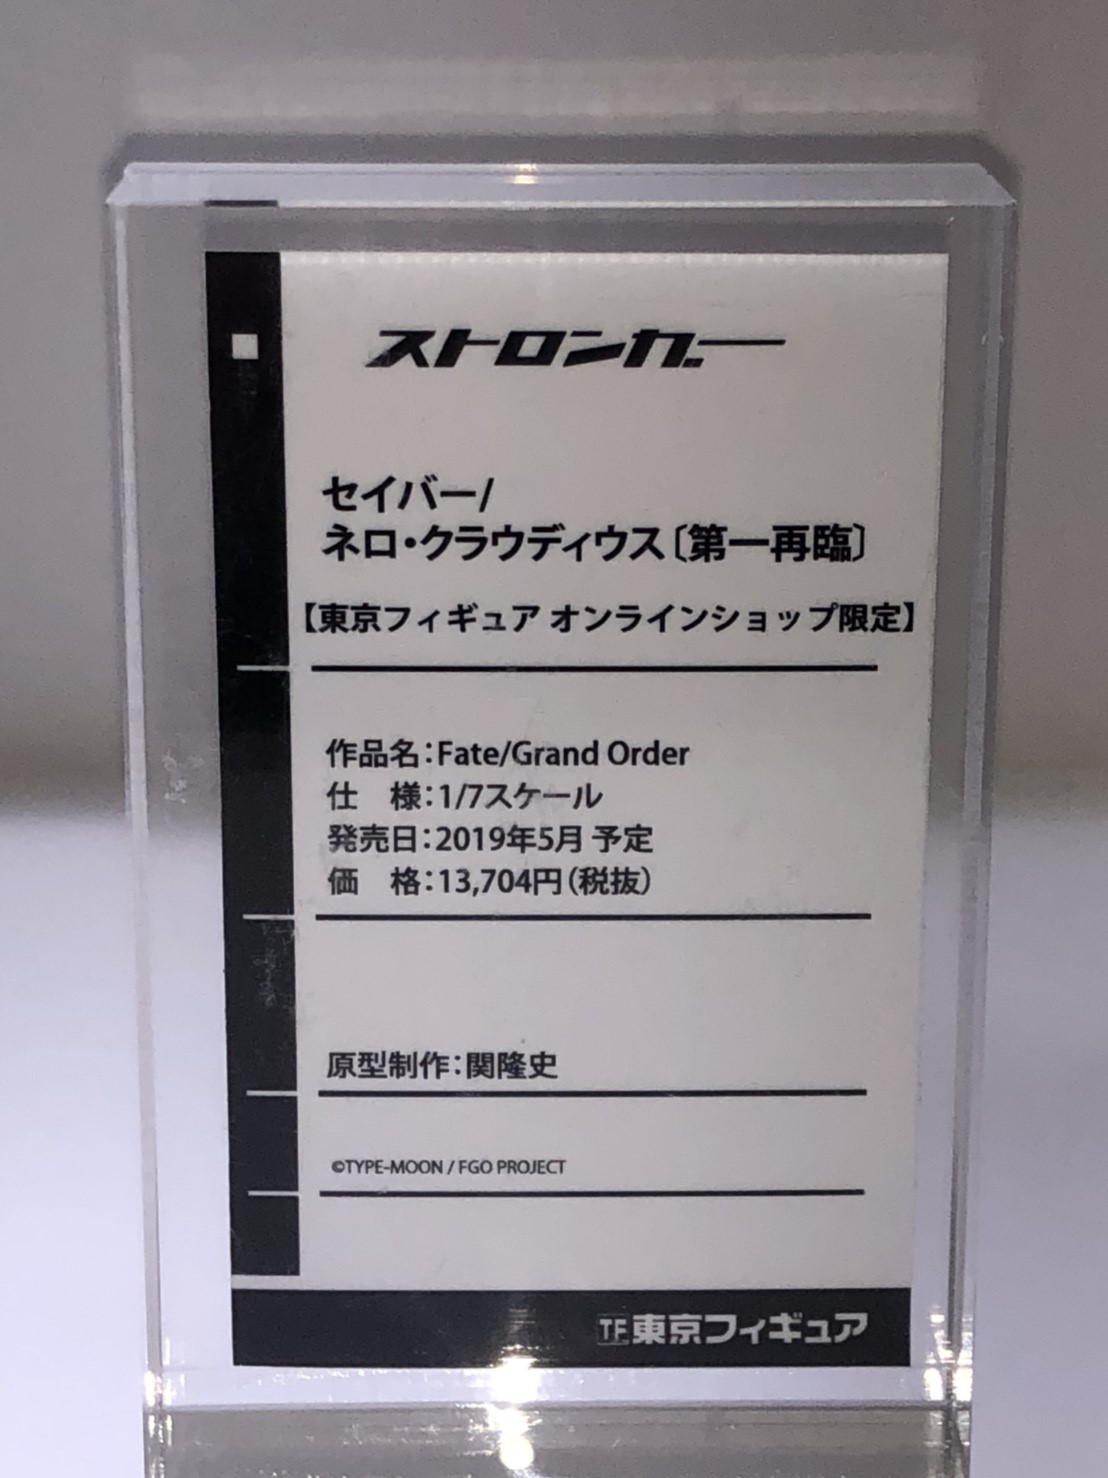 ストロンガー
セイバー/
ネロ・クラウディウス〔第一再臨〕
【東京フィギュア オンラインショップ限定】
作品名：Fate/Grand Order
仕　様：1/7スケール
発売日：2019年5月 予定
価　格：13,704円（税抜）
原型制作：関隆史
©TYPE-MOON / FGO PROJECT
TF東京フィギュア